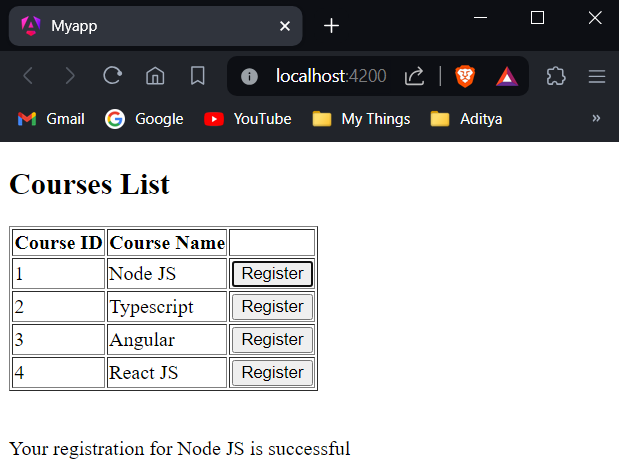 Myapp
localhost:4200
Gmail Google YouTube My Things Aditya »
Courses List
Course ID Course Name
1 Node JS Register
2 Typescript Register
3 Angular Register
4 React JS Register
Your registration for Node JS is successful